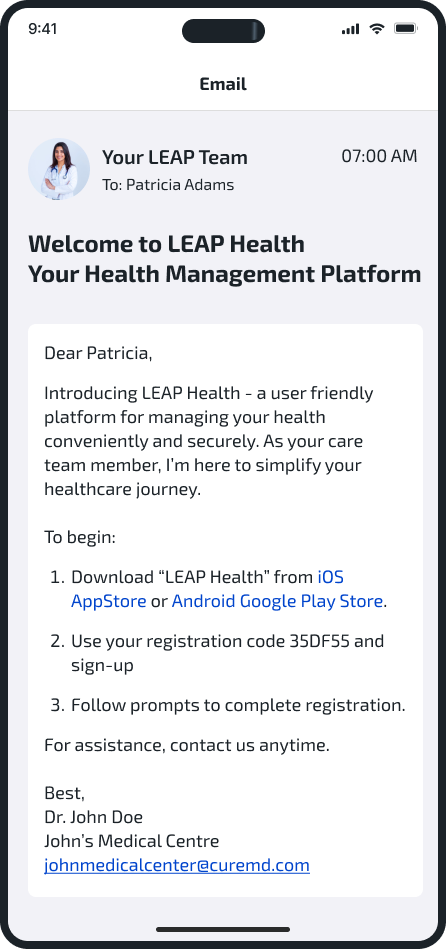 9:41
Email
Your LEAP Team
07:00 AM
To: Patricia Adams
Welcome to LEAP Health
Your Health Management Platform
Dear Patricia,
Introducing LEAP Health - a user friendly
platform for managing your health
conveniently and securely. As your care
team member, I'm here to simplify your
healthcare journey.
To begin:
1. Download “LEAP Health” from iOS
AppStore or Android Google Play Store.
2. Use your registration code 35DF55 and
sign-up
3. Follow prompts to complete registration.
For assistance, contact us anytime.
Best,
Dr. John Doe
John's Medical Centre
johnmedicalcenter@curemd.com